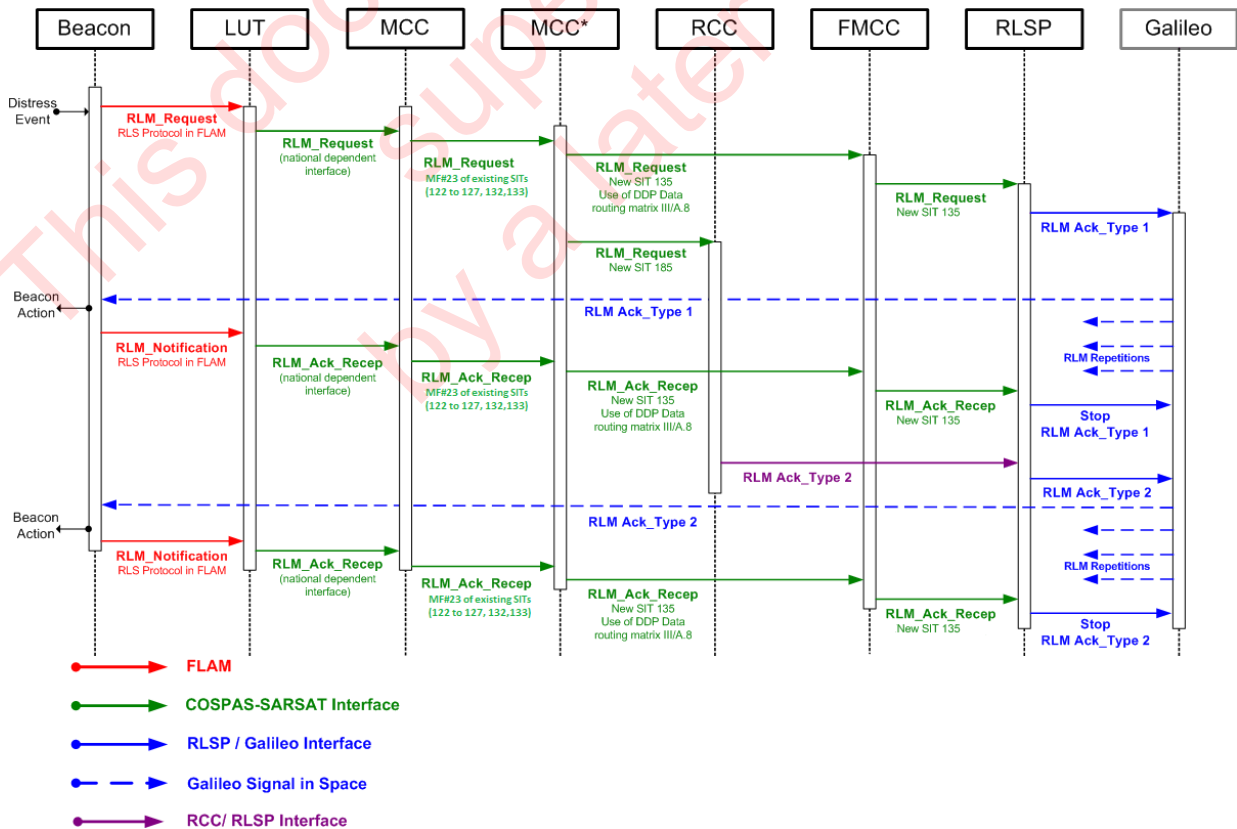 Beacon
LUT
MCC
MCC*
RCC
FMCC
RLSP
Galileo
This doc
supe
by a later
Distress
Event
RLM_Request
RLS Protocol in FLAM
RLM_Request
(national dependent
interface)
RLM_Request
MF#23 of existing SITs
(122 to 127, 132,133)
RLM_Request
New SIT 135
Use of DDP Data
routing matrix III/A.8
RLM_Request
New SIT 135
RLM Ack_Type 1
RLM_Request
New SIT 185
Beacon
Action
RLM Ack_Type 1
RLM_Notification
RLS Protocol in FLAM
RLM_Ack_Recep
(national dependent
interface)
RLM_Ack_Recep
MF#23 of existing SITs
(122 to 127, 132,133)
RLM_Ack_Recep
New SIT 135
Use of DDP Data
routing matrix III/A.8
RLM Repetitions
RLM_Ack_Recep
New SIT 135
Stop
RLM Ack_Type 1
RLM Ack_Type 2
RLM Ack_Type 2
Beacon
Action
RLM Ack_Type 2
RLM_Notification
RLS Protocol in FLAM
RLM_Ack_Recep
(national dependent
interface)
RLM_Ack_Recep
MF#23 of existing SITs
(122 to 127, 132,133)
RLM_Ack_Recep
New SIT 135
Use of DDP Data
routing matrix III/A.8
RLM Repetitions
RLM_Ack_Recep
New SIT 135
Stop
RLM Ack_Type 2
FLAM
COSPAS-SARSAT Interface
RLSP / Galileo Interface
Galileo Signal in Space
RCC/ RLSP Interface